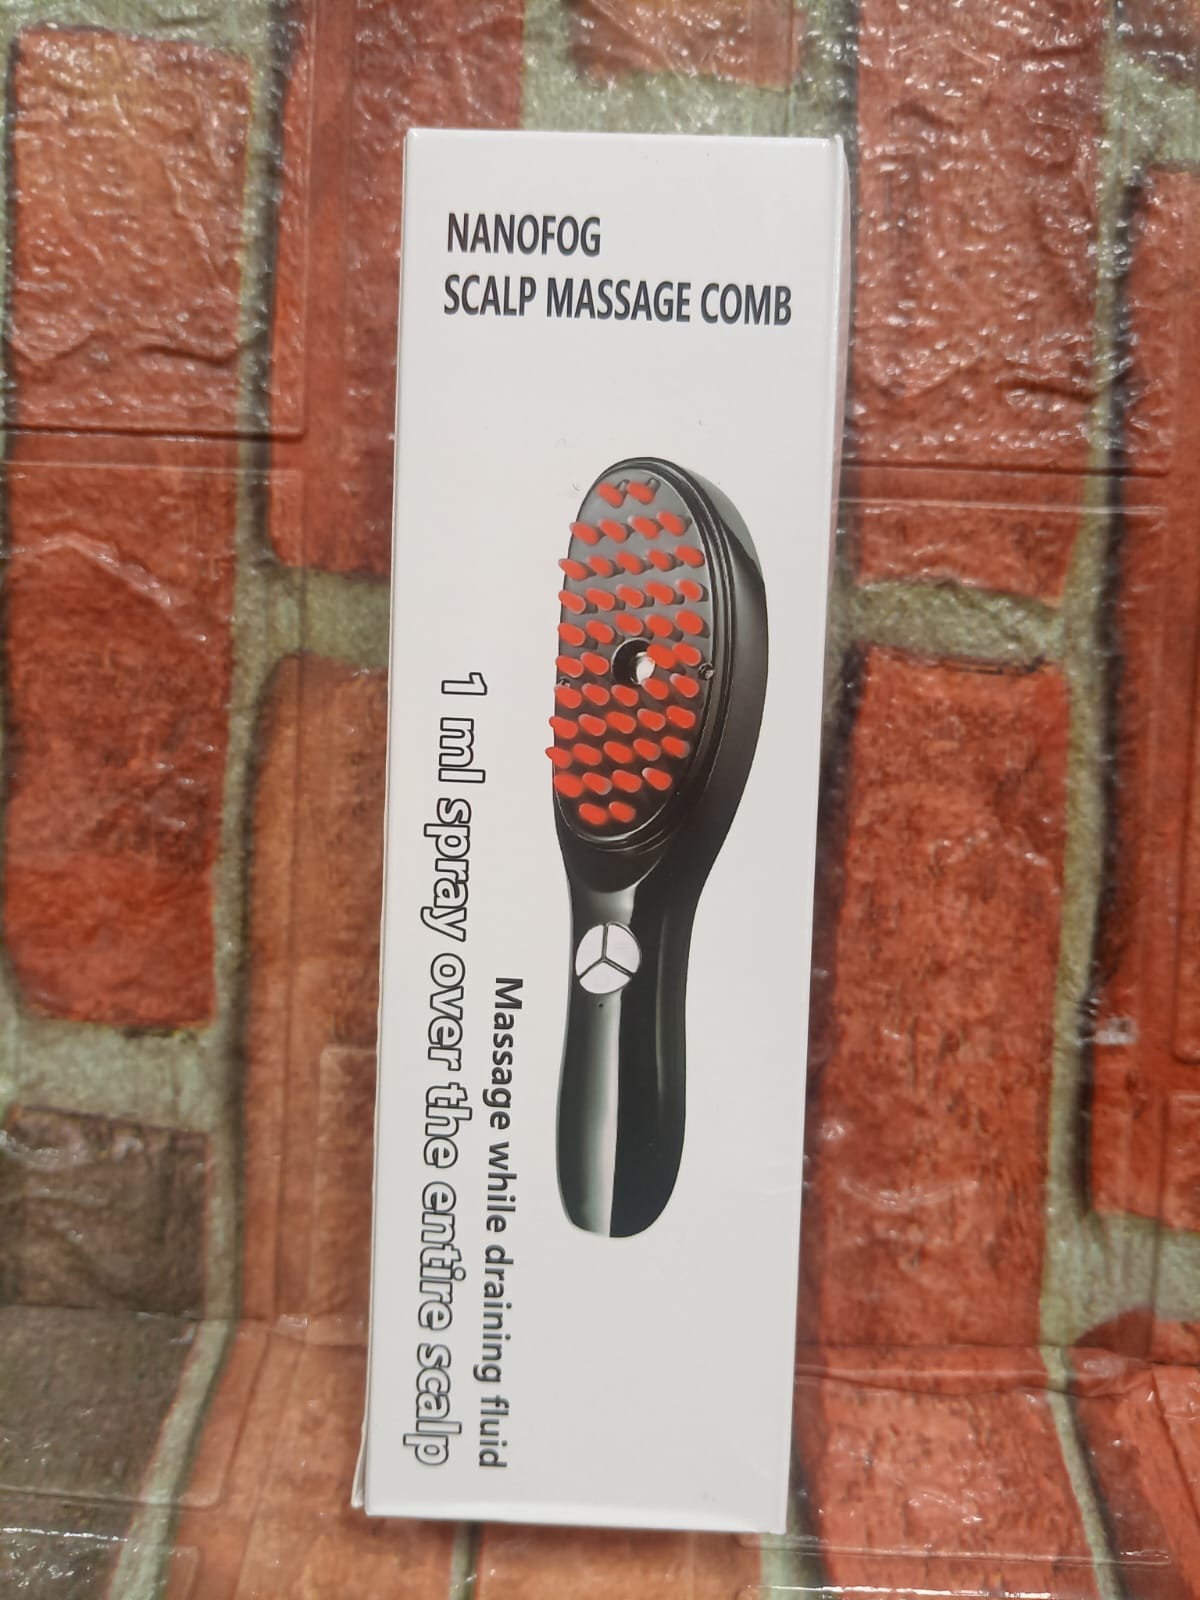 NANOFOG
SCALP MASSAGE COMB
Massage while draining fluid
1 ml spray over the entire scalp